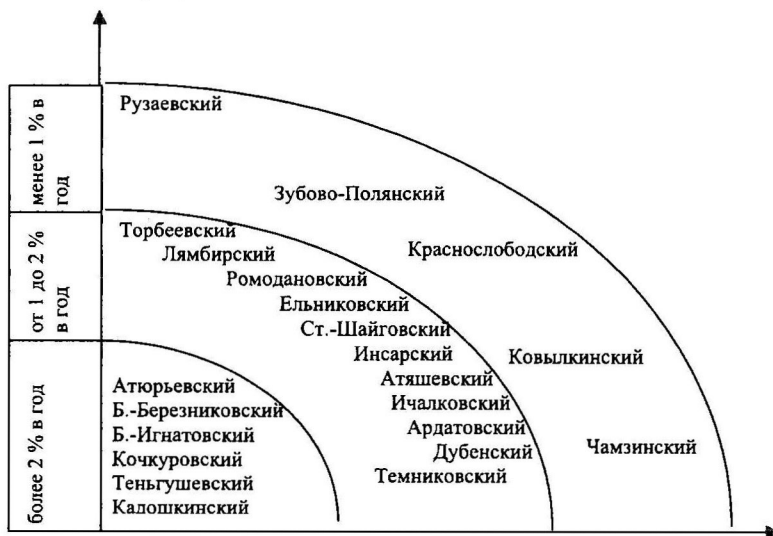 менее 1 % в
год
Рузаевский
Зубово-Полянский
Краснослободский
Ковылкинский
Чамзинский
от 1 до 2 %
в год
Торбеевский
Лямбирский
Ромодановский
Ельниковский
Ст.-Шайговский
Инсарский
Атяшевский
Ичалковский
Ардатовский
Дубенский
Темниковский
более 2 % в год
Атюрьевский
Б.-Березниковский
Б.-Игнатовский
Кочкуровский
Теньгушевский
Кадошкинский